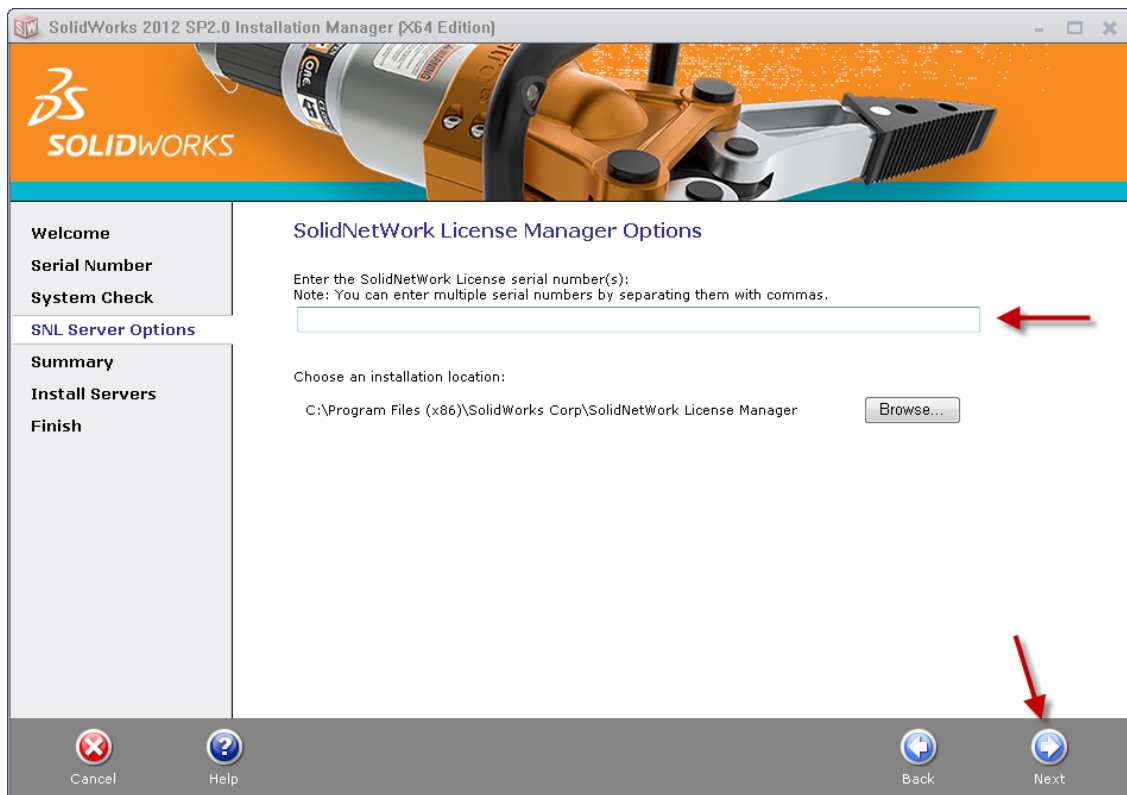 SolidWorks 2012 SP2.0 Installation Manager (X64 Edition)
SOLIDWORKS
Welcome
Serial Number
System Check
SNL Server Options
Summary
Install Servers
Finish
SolidNetWork License Manager Options
Enter the SolidNetWork License serial number(s):
Note: You can enter multiple serial numbers by separating them with commas.
Choose an installation location:
C:\Program Files (x86)\SolidWorks Corp\SolidNetWork License Manager
Browse...
Cancel
Help
Back
Next